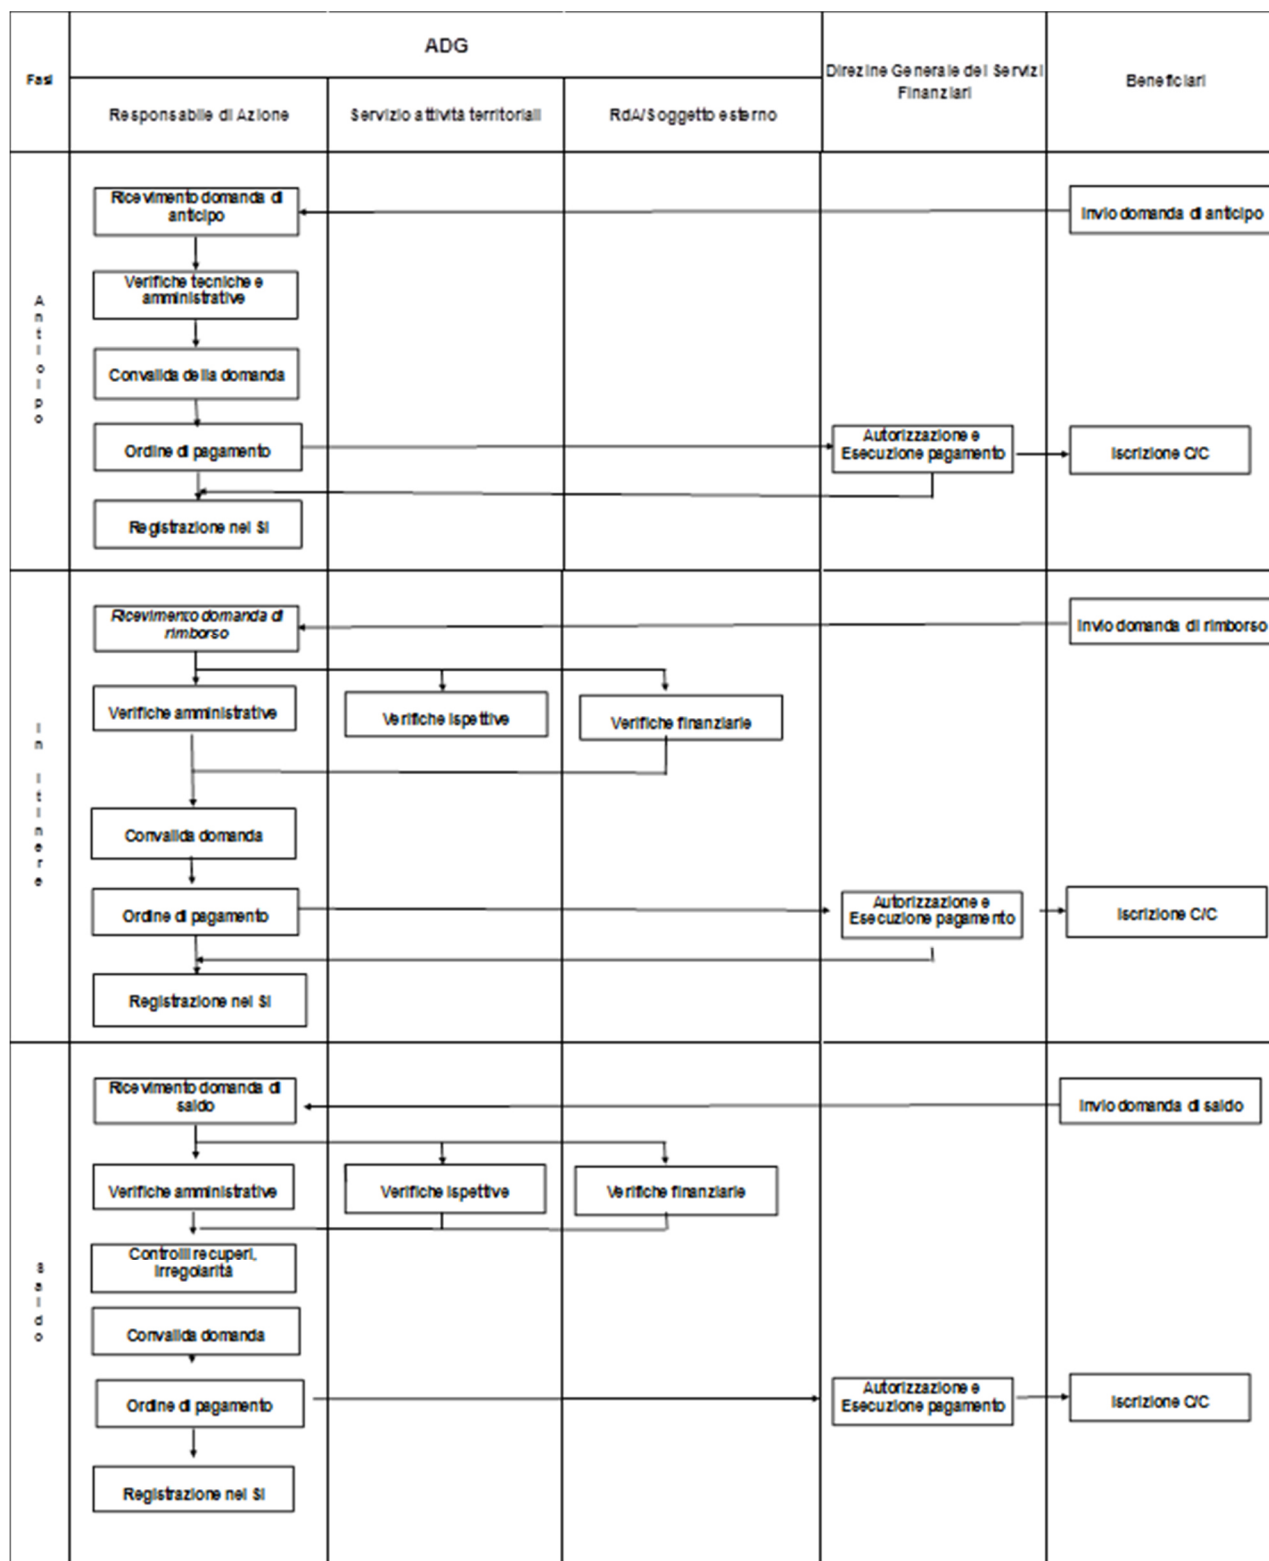 ADG
Fasi
Direzine Generale dei Servizi
Finanziari
Beneficiari
Responsabile di Azione
Servizio attività territoriali
RdA/Soggetto esterno
Anticipo
Ricevimento domanda di
anticipo
Invio domanda di anticipo
Verifiche tecniche e
amministrative
Convalida della domanda
Ordine di pagamento
Autorizzazione e
Esecuzione pagamento
Iscrizione C/C
Registrazione nel SI
In itinere
Ricevimento domanda di
rimborso
Invio domanda di rimborso
Verifiche amministrative
Verifiche ispettive
Verifiche finanziarie
Convalida domanda
Ordine di pagamento
Autorizzazione e
Esecuzione pagamento
Iscrizione C/C
Registrazione nel SI
Saldo
Ricevimento domanda di
saldo
Invio domanda di saldo
Verifiche amministrative
Verifiche ispettive
Verifiche finanziarie
Controlli recuperi,
irregolarità
Convalida domanda
Ordine di pagamento
Autorizzazione e
Esecuzione pagamento
Iscrizione C/C
Registrazione nel SI